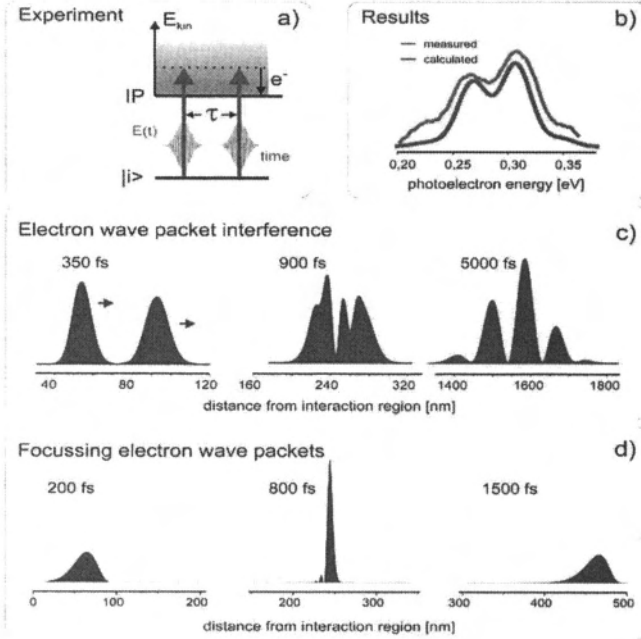 Experiment
a)
E_kin
e⁻
IP
τ
E(t)
time
|i>
Results
b)
measured
calculated
0,20 0,25 0,30 0,35
photoelectron energy [eV]
Electron wave packet interference
c)
350 fs 900 fs 5000 fs
40 80 120 160 240 320 1400 1600 1800
distance from interaction region [nm]
Focussing electron wave packets
d)
200 fs 800 fs 1500 fs
0 100 200 200 300 300 400 500
distance from interaction region [nm]